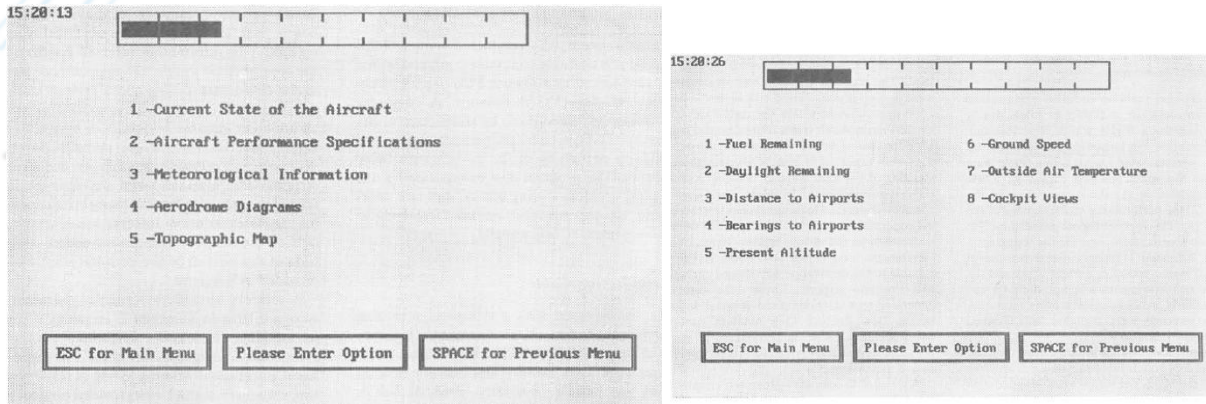 15:20:13
1 -Current State of the Aircraft
2 -Aircraft Performance Specifications
3 -Meteorological Information
4 -Aerodrome Diagrams
5 -Topographic Map
ESC for Main Menu
Please Enter Option
SPACE for Previous Menu
15:20:26
1 -Fuel Remaining
2 -Daylight Remaining
3 -Distance to Airports
4 -Bearings to Airports
5 -Present Altitude
6 -Ground Speed
7 -Outside Air Temperature
8 -Cockpit Views
ESC for Main Menu
Please Enter Option
SPACE for Previous Menu